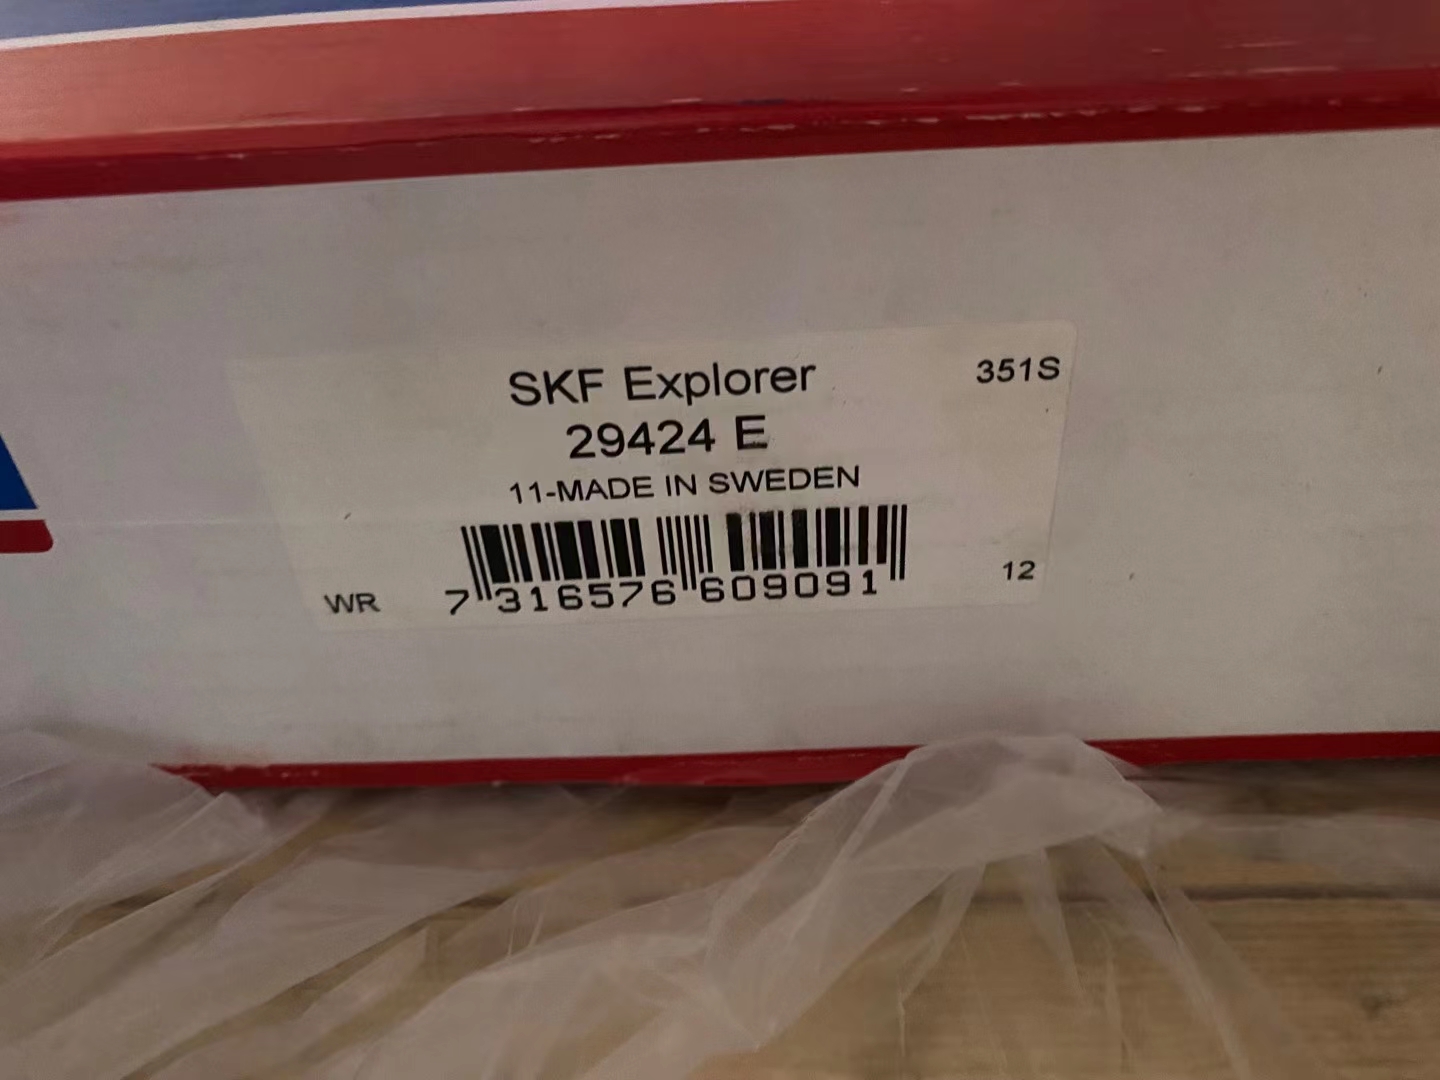 SKF Explorer
351S
29424 E
11-MADE IN SWEDEN
WR
7 316576 609091
12